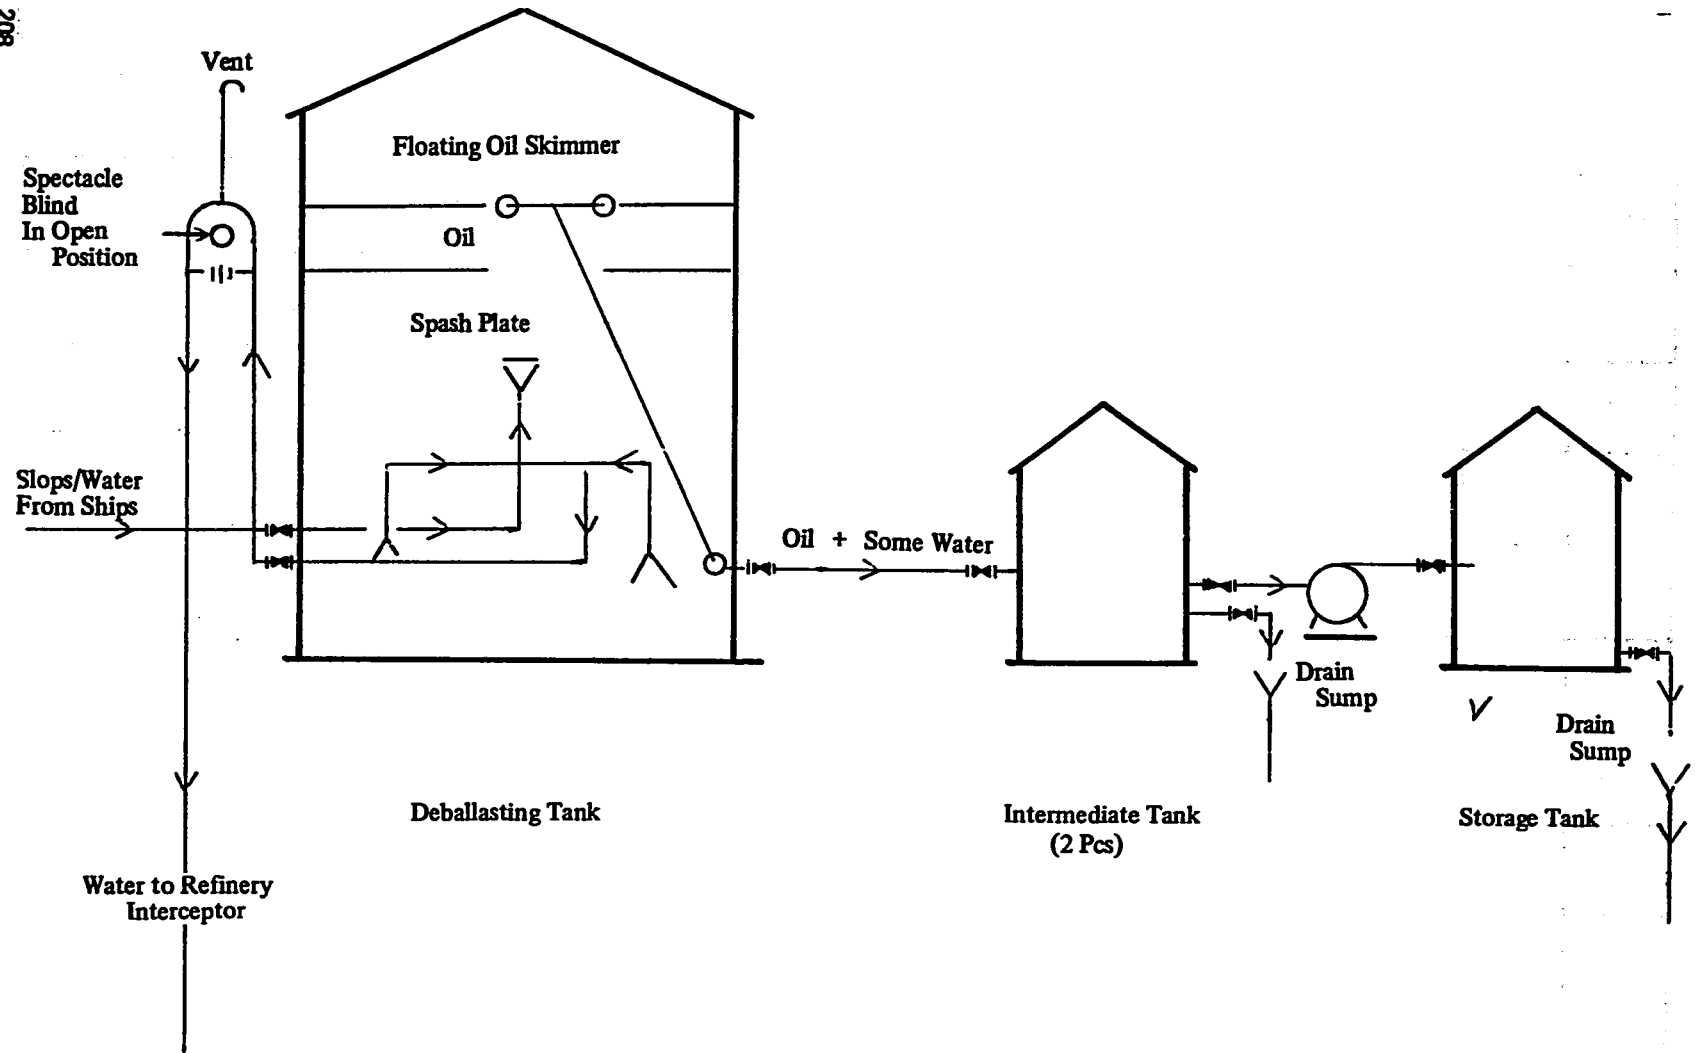 208
Vent
Floating Oil Skimmer
Spectacle
Blind
In Open
Position
Oil
Spash Plate
Slops/Water
From Ships
Oil + Some Water
Drain
Sump
Drain
Sump
Deballasting Tank
Intermediate Tank
(2 Pcs)
Storage Tank
Water to Refinery
Interceptor